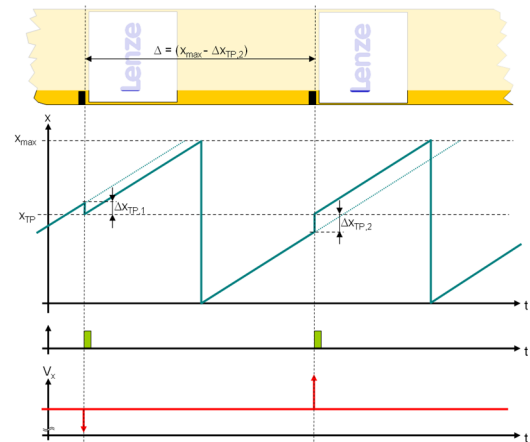 Lenze
Δ = (xmax - ΔxTP,2)
Lenze
x
xmax
ΔxTP,1
xTP
ΔxTP,2
t
t
Vx
t